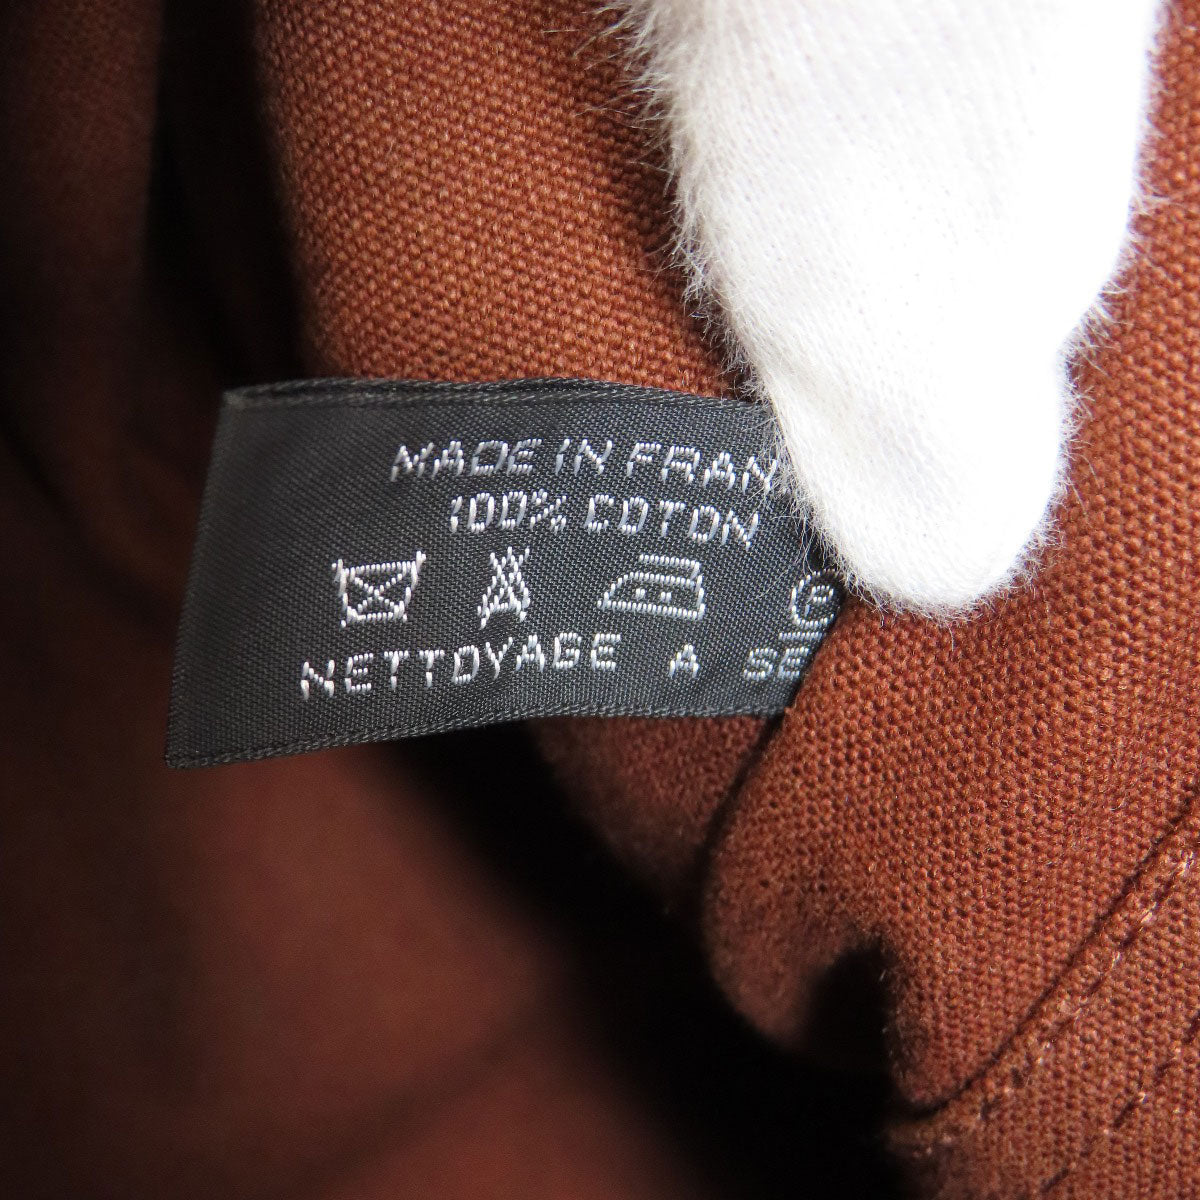 MADE IN FRAN
100% COTON
P
NETTOYAGE A SE